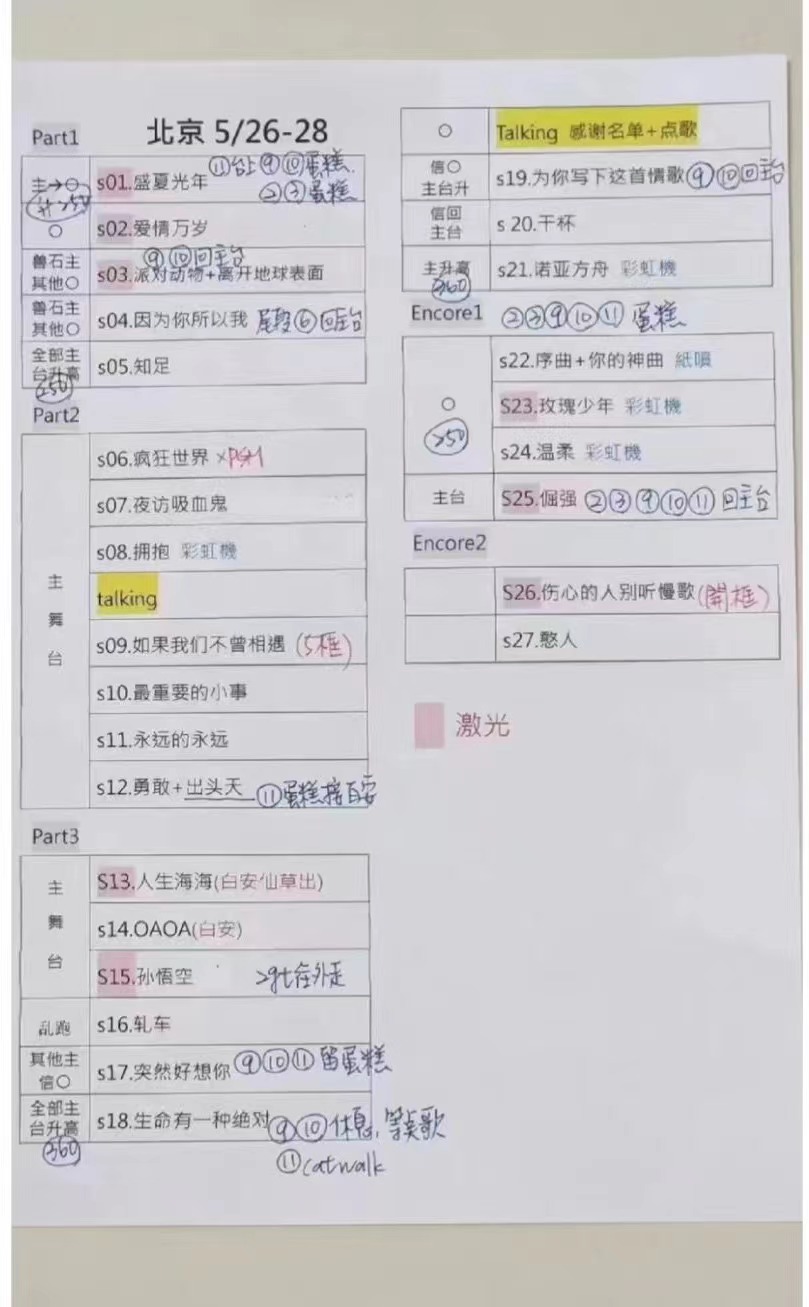 北京 5/26-28
Part1
主→○
升250
s01.盛夏光年 ⑪台上⑨⑩蛋糕.
②③蛋糕
○
s02.爱情万岁
⑨⑩回主台
兽石主
其他○
s03.派对动物+离开地球表面
兽石主
其他○
s04.因为你所以我 尾段⑥回主台
全部主
台升高
250
s05.知足
Part2
主舞台
s06.疯狂世界
s07.夜访吸血鬼
s08.拥抱 彩虹機
talking
s09.如果我们不曾相遇 (5框)
s10.最重要的小事
s11.永远的永远
s12.勇敢+出头天 ⑪蛋糕接白安
Part3
主舞台
S13.人生海海(白安仙草出)
s14.OAOA(白安)
S15.孙悟空 往外走
乱跑
s16.轧车
其他主
信○
s17.突然好想你 ⑨⑩⑪留蛋糕
全部主
台升高
360
s18.生命有一种绝对 ⑨⑩休息,等点歌
⑪catwalk
○
Talking 感谢名单+点歌
信○
主台升
s19.为你写下这首情歌 ⑨⑩回主台
信回
主台
s 20.干杯
主升高
360
s21.诺亚方舟 彩虹機
Encore1 ②③⑨⑩⑪蛋糕
○
250
s22.序曲+你的神曲 紙噴
S23.玫瑰少年 彩虹機
s24.温柔 彩虹機
主台
S25.倔强 ②③⑨⑩⑪回主台
Encore2
S26.伤心的人别听慢歌(開框)
s27.憨人
激光